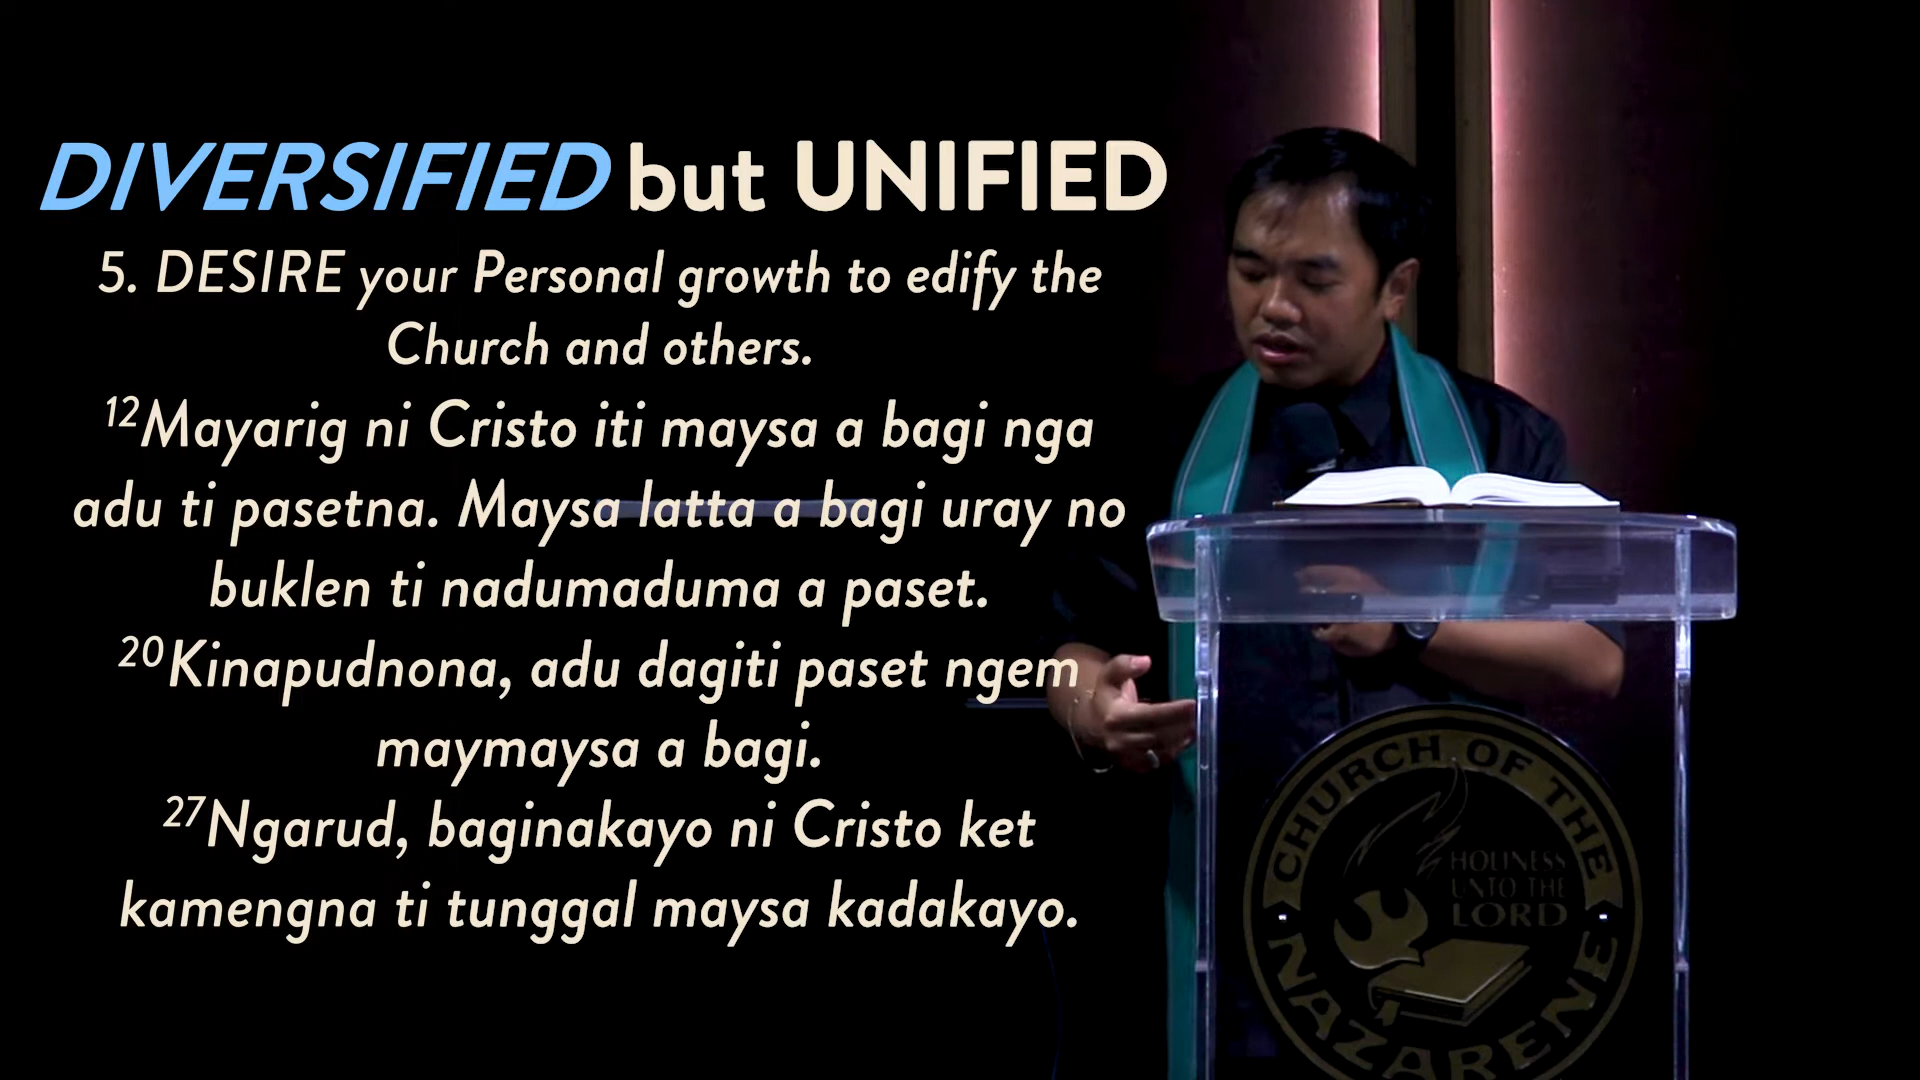 DIVERSIFIED but UNIFIED
5. DESIRE your Personal growth to edify the
Church and others.
12Mayarig ni Cristo iti maysa a bagi nga
adu ti pasetna. Maysa latta a bagi uray no
buklen ti nadumaduma a paset.
20Kinapudnona, adu dagiti paset ngem
maymaysa a bagi.
27Ngarud, baginakayo ni Cristo ket
kamengna ti tunggal maysa kadakayo.
CHURCH OF THE
HOLINESS
UNTO THE
LORD
NAZARENE